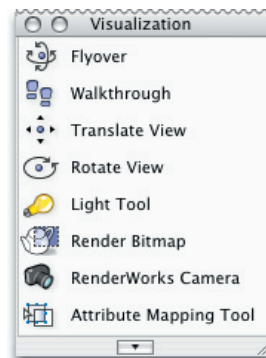 Visualization
Flyover
Walkthrough
Translate View
Rotate View
Light Tool
Render Bitmap
RenderWorks Camera
Attribute Mapping Tool